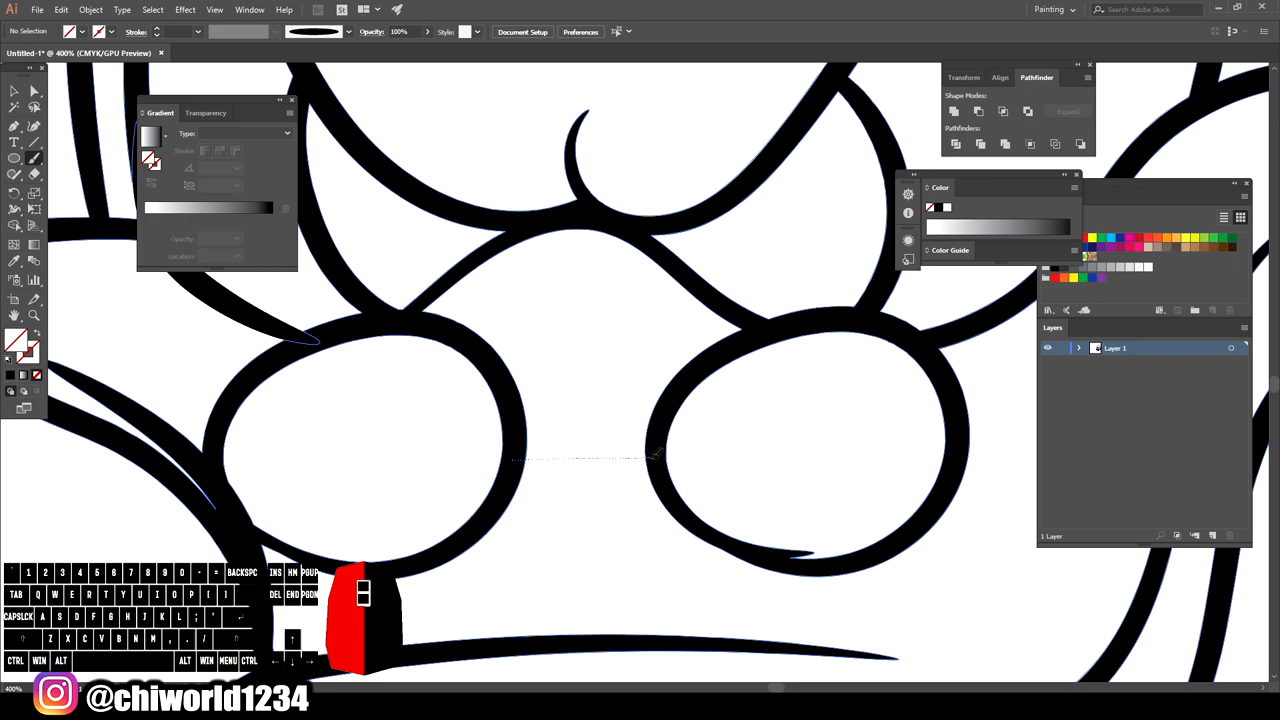 Ai File Edit Object Type Select Effect View Window Help Br St Painting Search Adobe Stock
No Selection Stroke: Opacity: 100% Style: Document Setup Preferences
Untitled-1* @ 400% (CMYK/GPU Preview)
Gradient Transparency
Type:
Stroke:
Opacity:
Location:
Transform Align Pathfinder
Shape Modes:
Expand
Pathfinders:
Color
Color Guide
Layers
Layer 1
1 Layer
` 1 2 3 4 5 6 7 8 9 0 - = BACKSPC INS HM PGUP
TAB Q W E R T Y U I O P [ ] \ DEL END PGDN
CAPSLCK A S D F G H J K L ; '
Z X C V B N M , . /
CTRL WIN ALT ALT WIN MENU CTRL
400%
@chiworld1234